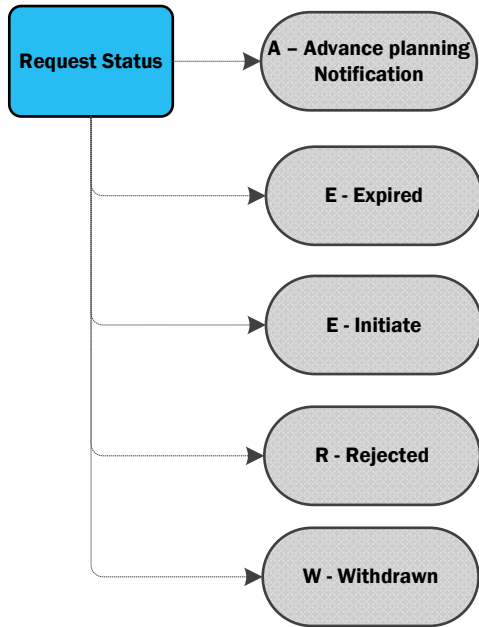 Request Status
A – Advance planning
Notification
E - Expired
E - Initiate
R - Rejected
W - Withdrawn